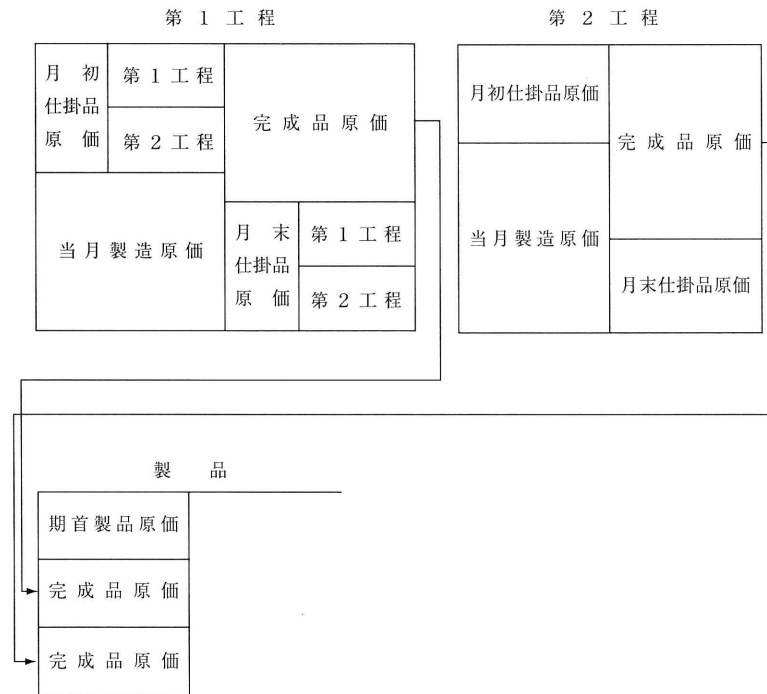 第１工程
月初
仕掛品
原価
第１工程
第２工程
完成品原価
当月製造原価
月末
仕掛品
原価
第１工程
第２工程
第２工程
月初仕掛品原価
完成品原価
当月製造原価
月末仕掛品原価
製品
期首製品原価
完成品原価
完成品原価